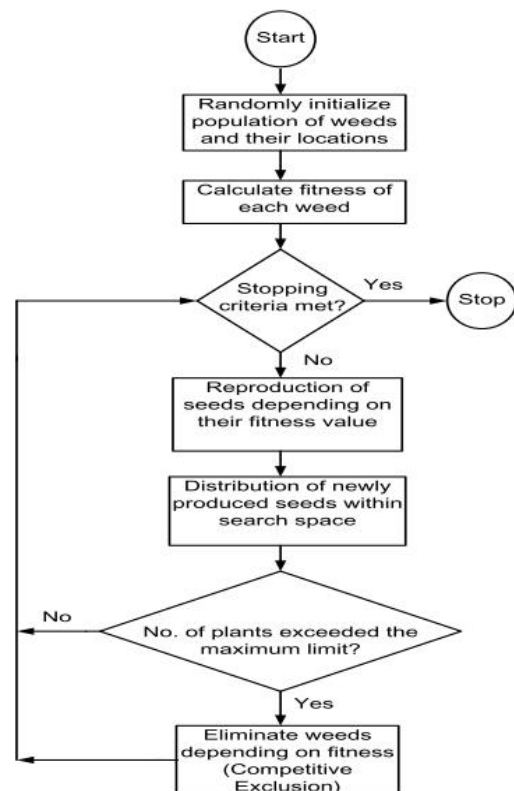 Start
Randomly initialize
population of weeds
and their locations
Calculate fitness of
each weed
Stopping
criteria met?
Yes
Stop
No
Reproduction of
seeds depending on
their fitness value
Distribution of newly
produced seeds within
search space
No
No. of plants exceeded the
maximum limit?
Yes
Eliminate weeds
depending on fitness
(Competitive
Exclusion)